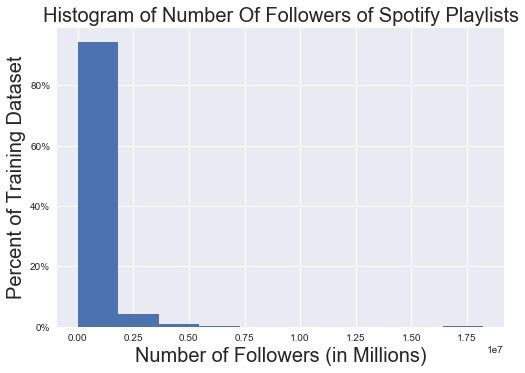 Histogram of Number Of Followers of Spotify Playlists
Percent of Training Dataset
80%
60%
40%
20%
0%
0.00 0.25 0.50 0.75 1.00 1.25 1.50 1.75
1e7
Number of Followers (in Millions)